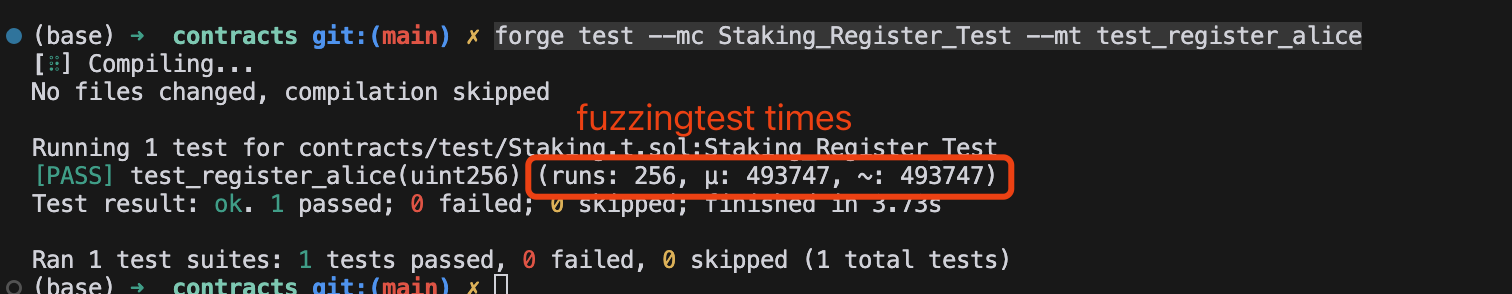 (base) → contracts git:(main) ✗ forge test --mc Staking_Register_Test --mt test_register_alice
[⠿] Compiling...
No files changed, compilation skipped
fuzzingtest times
Running 1 test for contracts/test/Staking.t.sol:Staking_Register_Test
[PASS] test_register_alice(uint256) (runs: 256, μ: 493747, ~: 493747)
Test result: ok. 1 passed; 0 failed; 0 skipped; finished in 3.73s
Ran 1 test suites: 1 tests passed, 0 failed, 0 skipped (1 total tests)
(base) → contracts git:(main) ✗